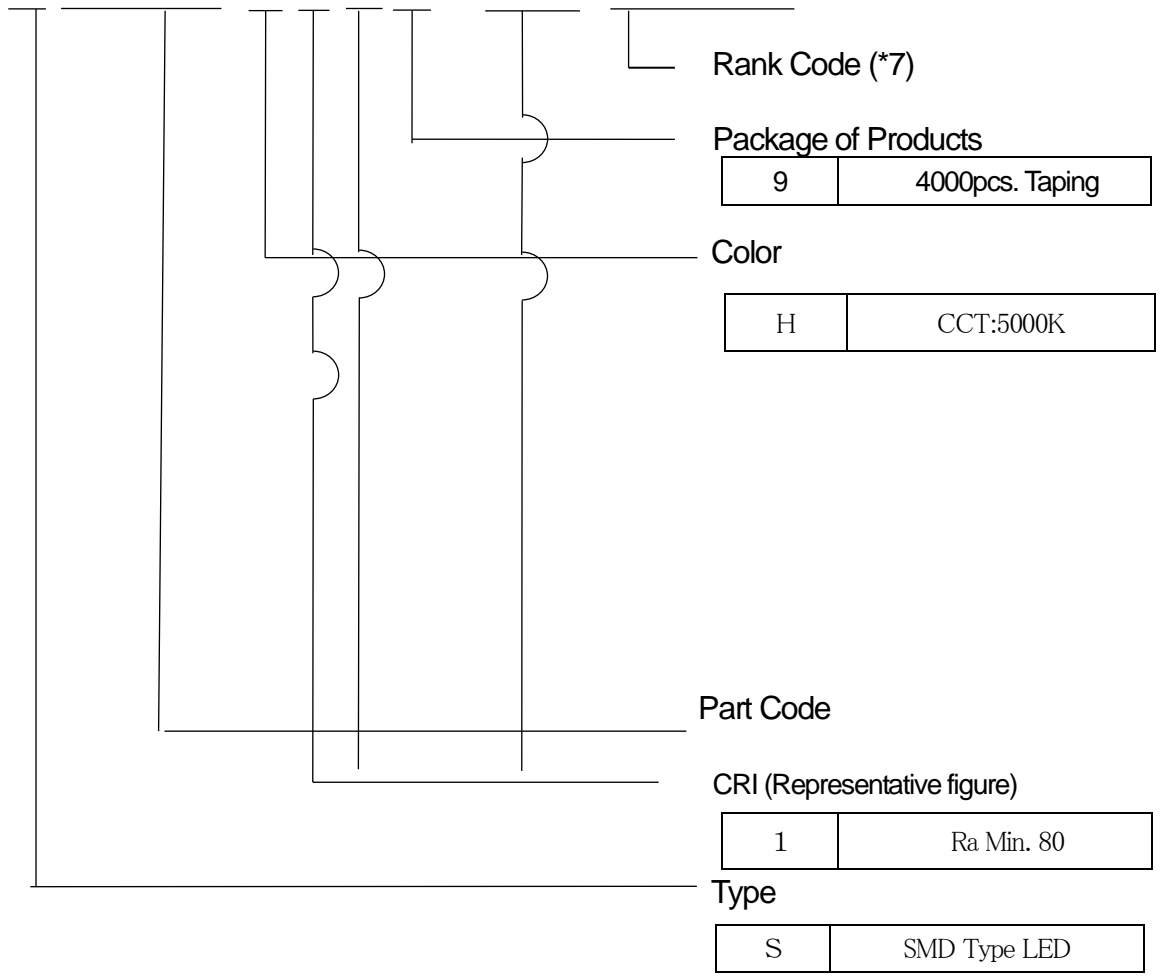 Rank Code (*7)
Package of Products
9 4000pcs. Taping
Color
H CCT:5000K
Part Code
CRI (Representative figure)
1 Ra Min. 80
Type
S SMD Type LED